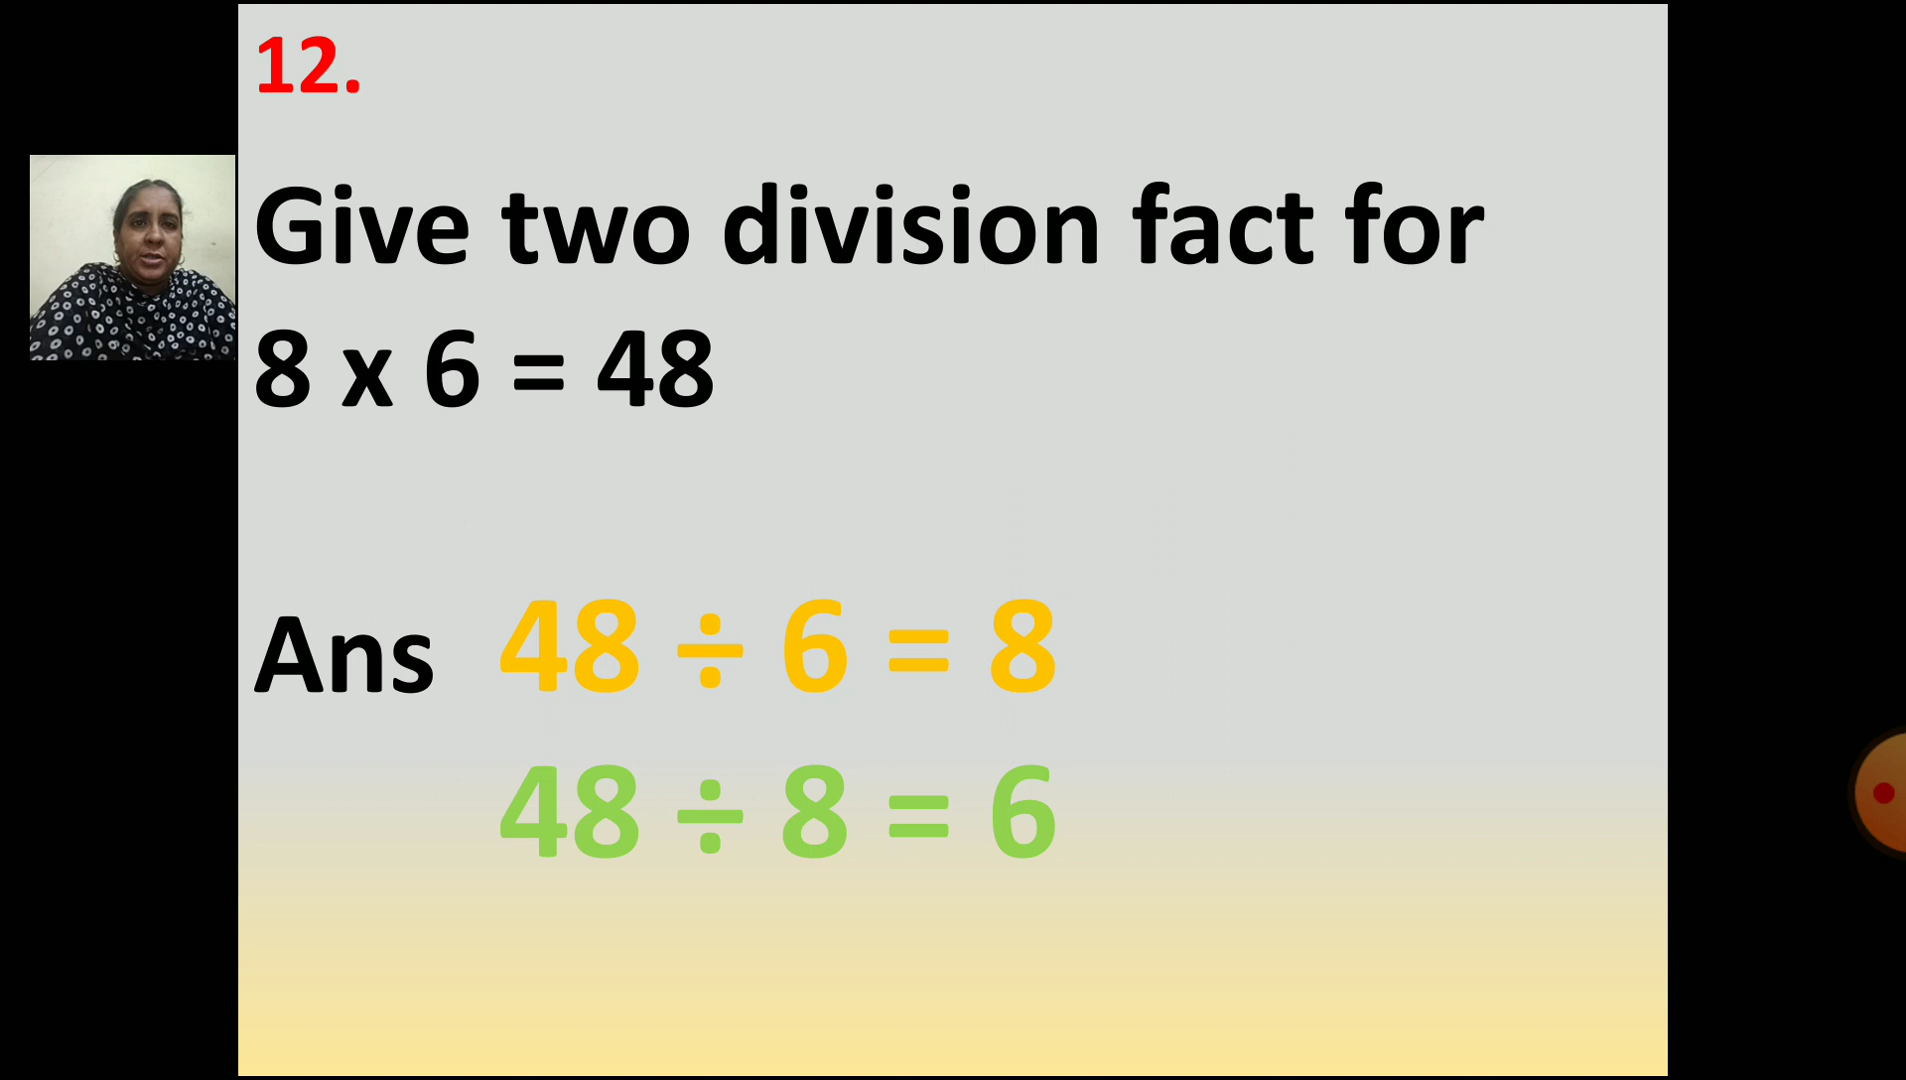 12.
Give two division fact for
8 x 6 = 48
Ans 48 ÷ 6 = 8
48 ÷ 8 = 6